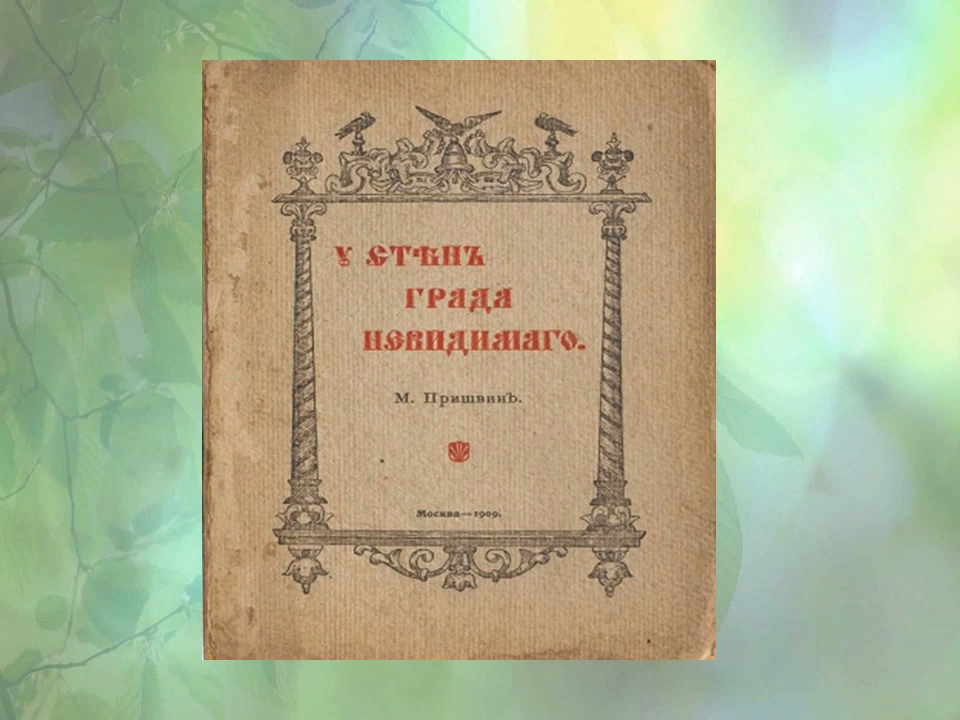 У СТѢНЪ
ГРАДА
НЕВИДИМАГО.
М. Пришвинъ.
Москва—1909.